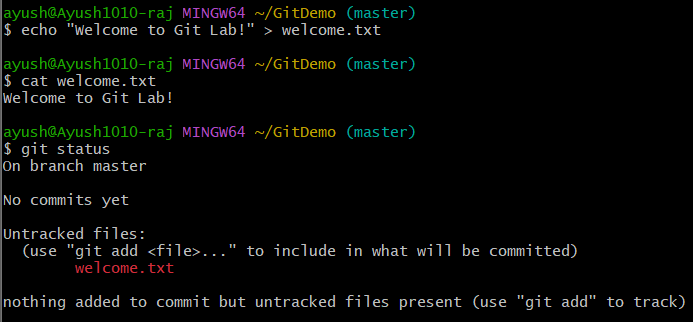 ayush@Ayush1010-raj MINGW64 ~/GitDemo (master)
$ echo "Welcome to Git Lab!" > welcome.txt
ayush@Ayush1010-raj MINGW64 ~/GitDemo (master)
$ cat welcome.txt
Welcome to Git Lab!
ayush@Ayush1010-raj MINGW64 ~/GitDemo (master)
$ git status
On branch master
No commits yet
Untracked files:
  (use "git add <file>..." to include in what will be committed)
        welcome.txt
nothing added to commit but untracked files present (use "git add" to track)